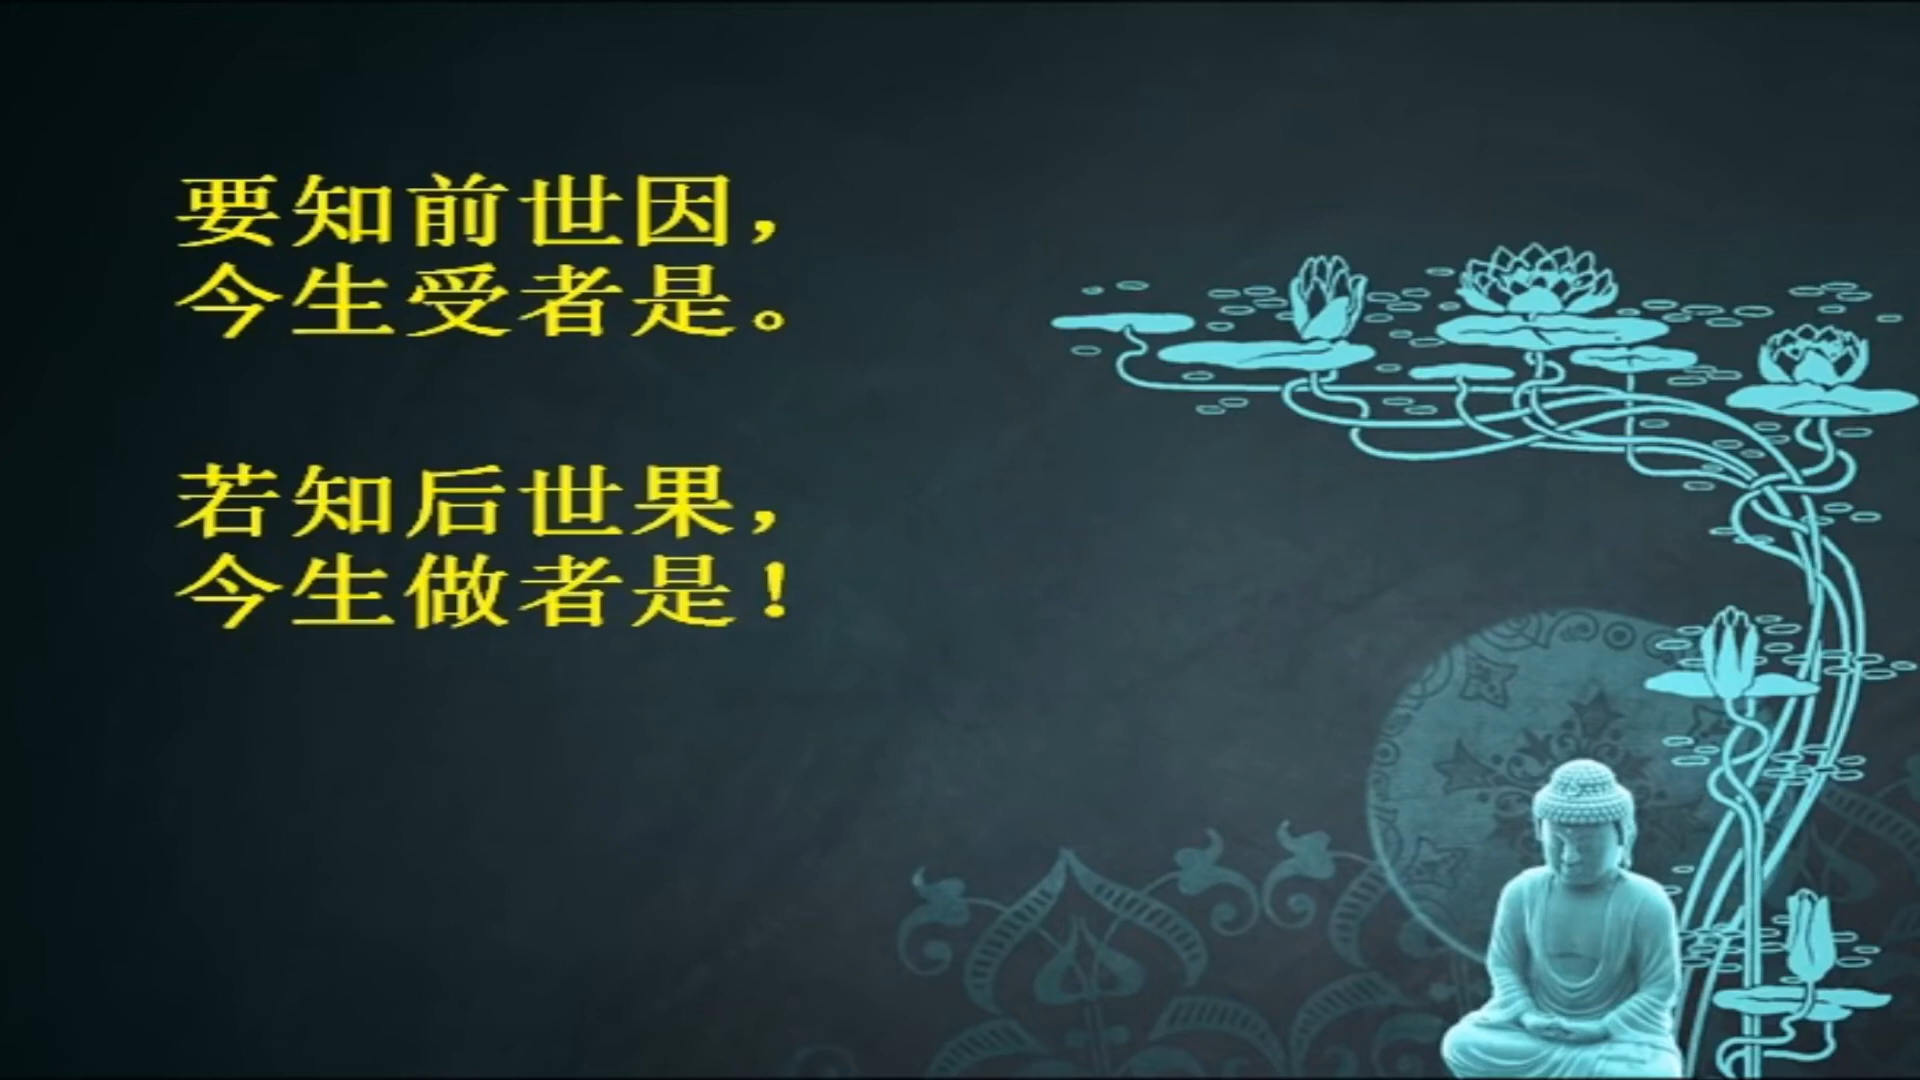 要知前世因，
今生受者是。
若知后世果，
今生做者是！